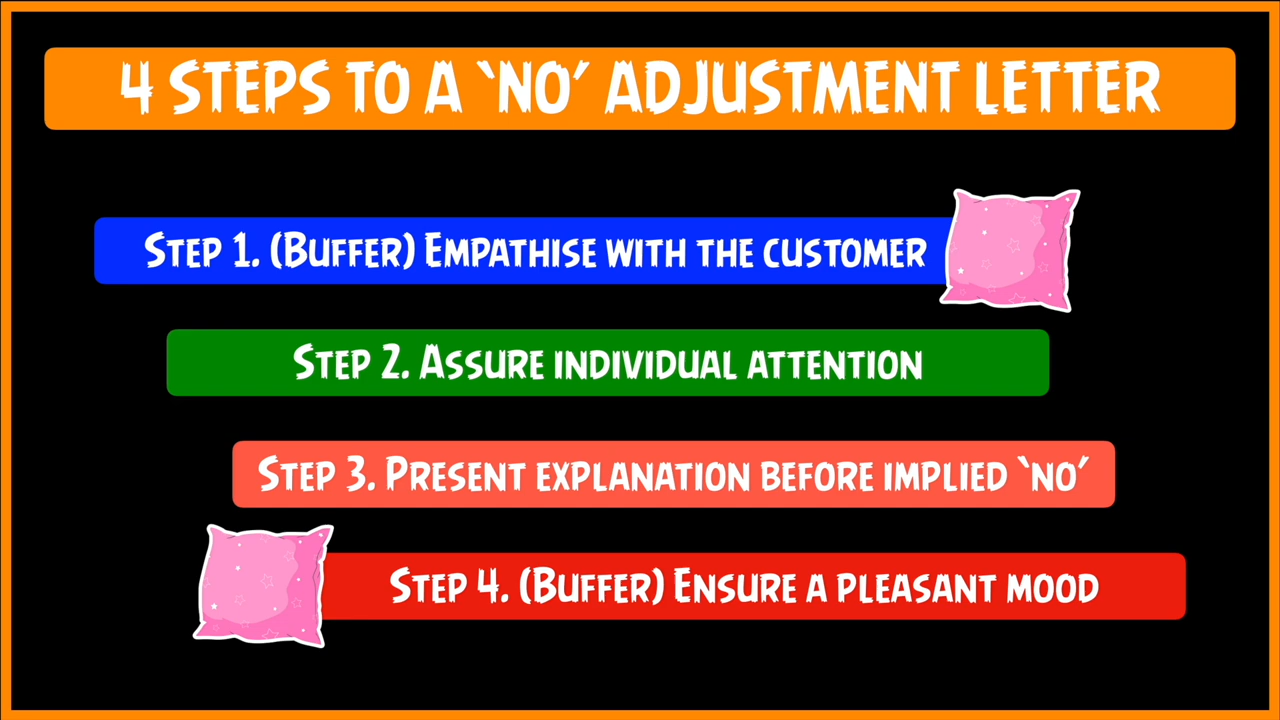 4 STEPS TO A ‘NO’ ADJUSTMENT LETTER
STEP 1. (BUFFER) EMPATHISE WITH THE CUSTOMER
STEP 2. ASSURE INDIVIDUAL ATTENTION
STEP 3. PRESENT EXPLANATION BEFORE IMPLIED ‘NO’
STEP 4. (BUFFER) ENSURE A PLEASANT MOOD